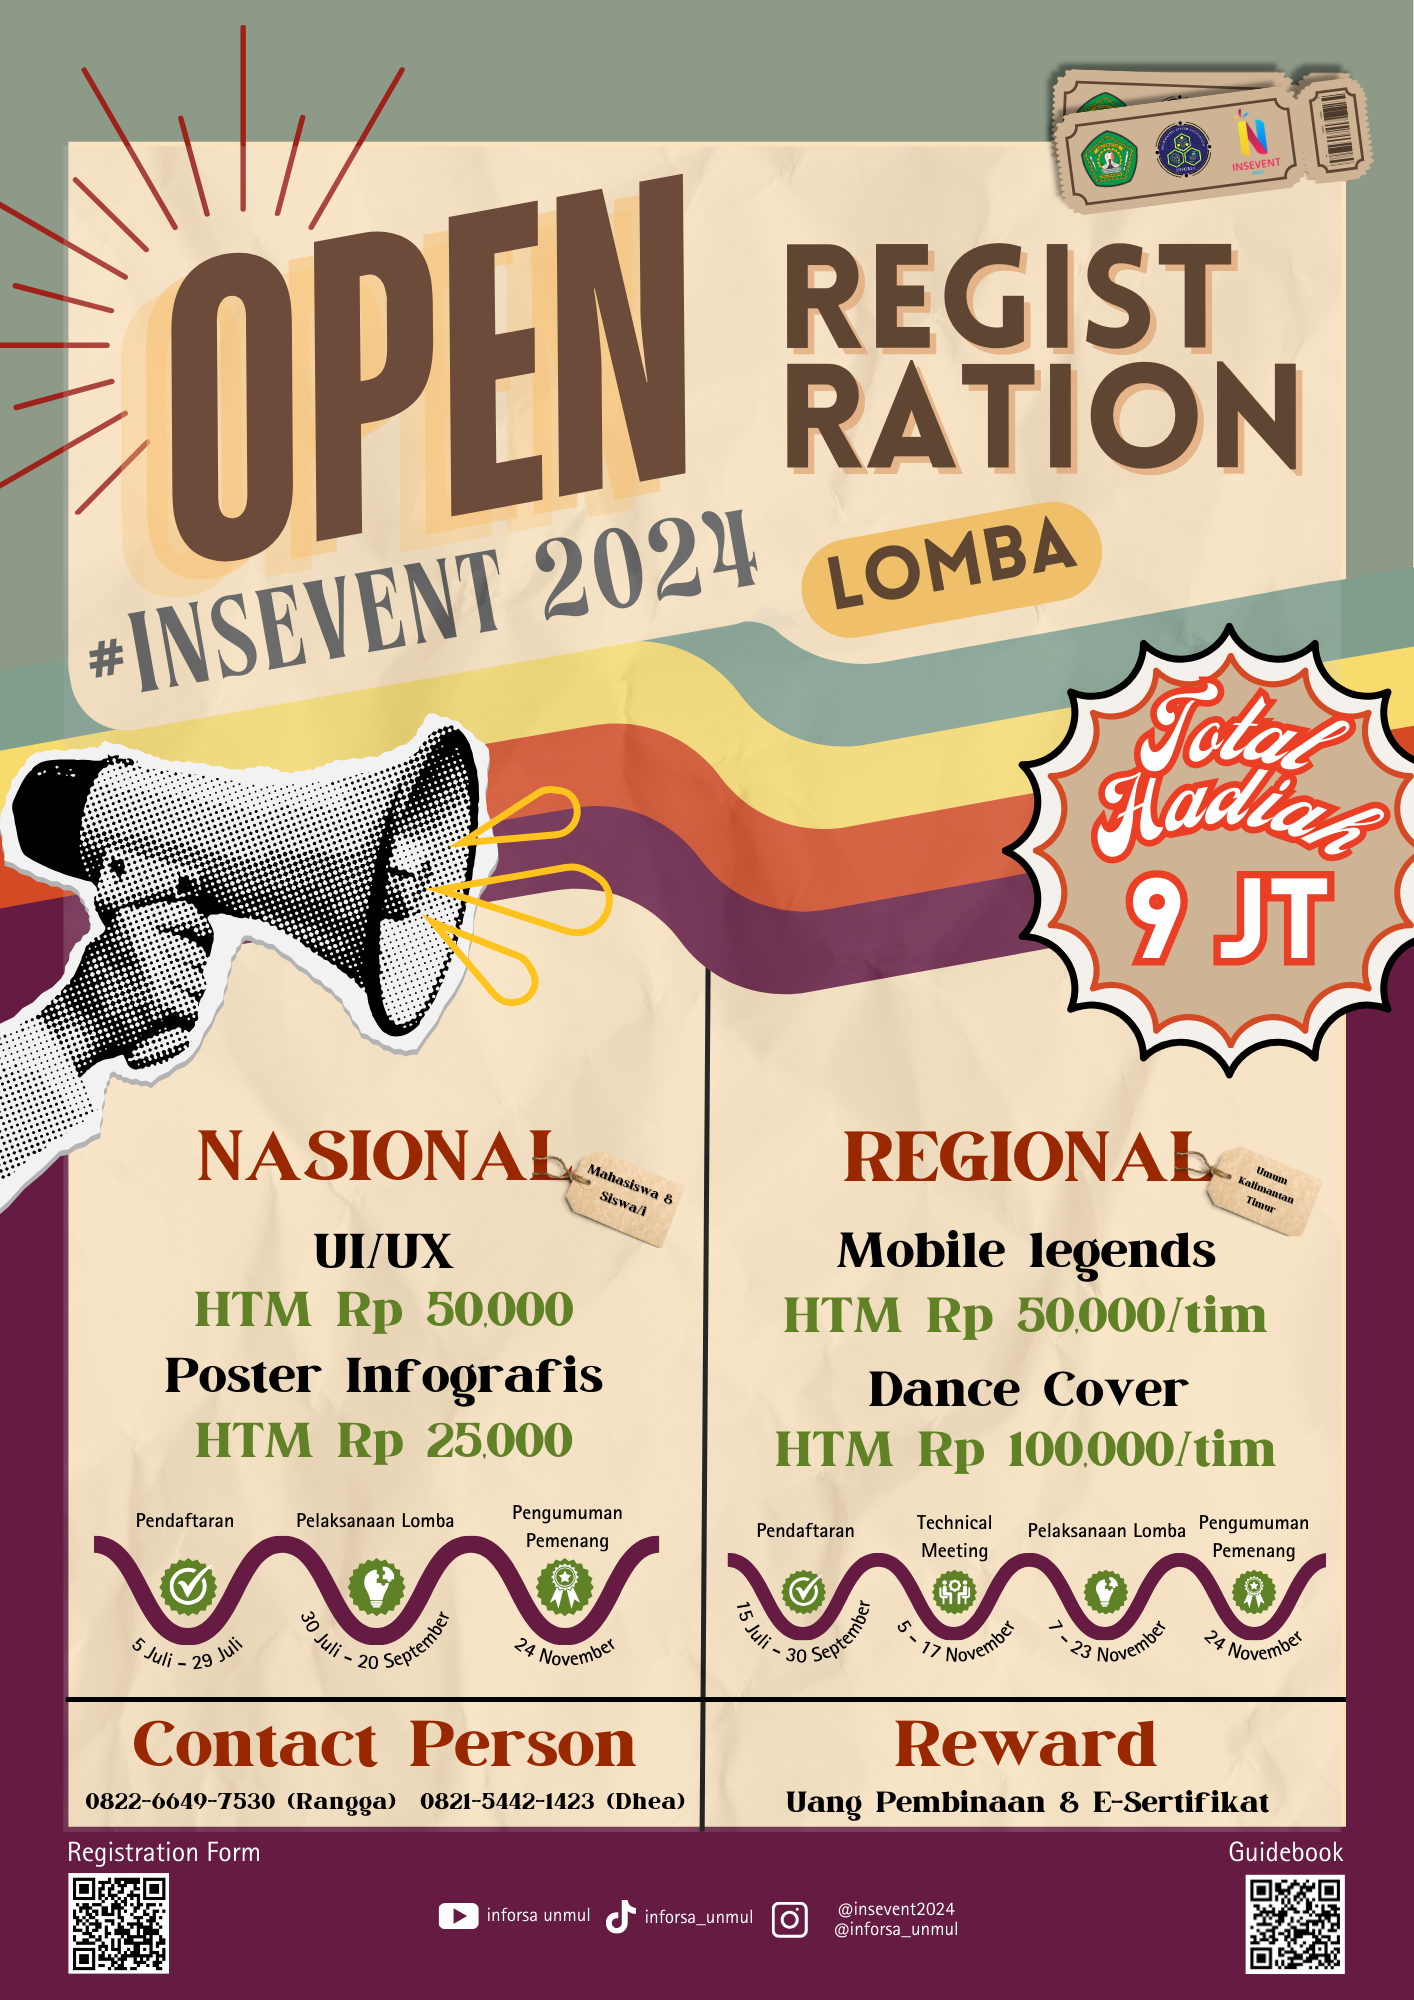 INSEVENT
OPEN
REGIST
RATION
#INSEVENT 2024
LOMBA
Total
Hadiah
9 JT
NASIONAL
Mahasiswa &
Siswa/i
UI/UX
HTM Rp 50,000
Poster Infografis
HTM Rp 25,000
Pendaftaran
Pelaksanaan Lomba
Pengumuman
Pemenang
5 Juli - 29 Juli
30 Juli - 20 September
24 November
REGIONAL
Umum
Kalimantan
Timur
Mobile legends
HTM Rp 50,000/tim
Dance Cover
HTM Rp 100,000/tim
Pendaftaran
Technical
Meeting
Pelaksanaan Lomba
Pengumuman
Pemenang
15 Juli - 30 September
5 - 17 November
7 - 23 November
24 November
Contact Person
0822-6649-7530 (Rangga) 0821-5442-1423 (Dhea)
Reward
Uang Pembinaan & E-Sertifikat
Registration Form
Guidebook
inforsa unmul
inforsa_unmul
@insevent2024
@inforsa_unmul